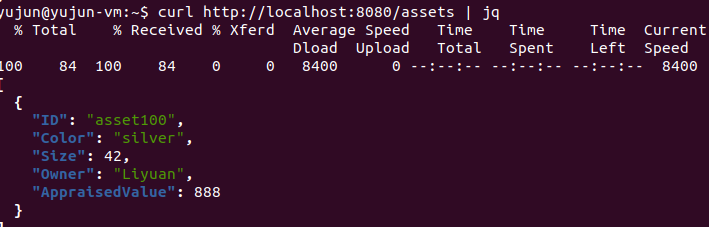 yujun@yujun-vm:~$ curl http://localhost:8080/assets | jq
  % Total    % Received % Xferd  Average Speed   Time    Time     Time  Current
                                 Dload  Upload   Total   Spent    Left  Speed
100    84  100    84    0     0   8400      0 --:--:-- --:--:-- --:--:--  8400
[
  {
    "ID": "asset100",
    "Color": "silver",
    "Size": 42,
    "Owner": "Liyuan",
    "AppraisedValue": 888
  }
]